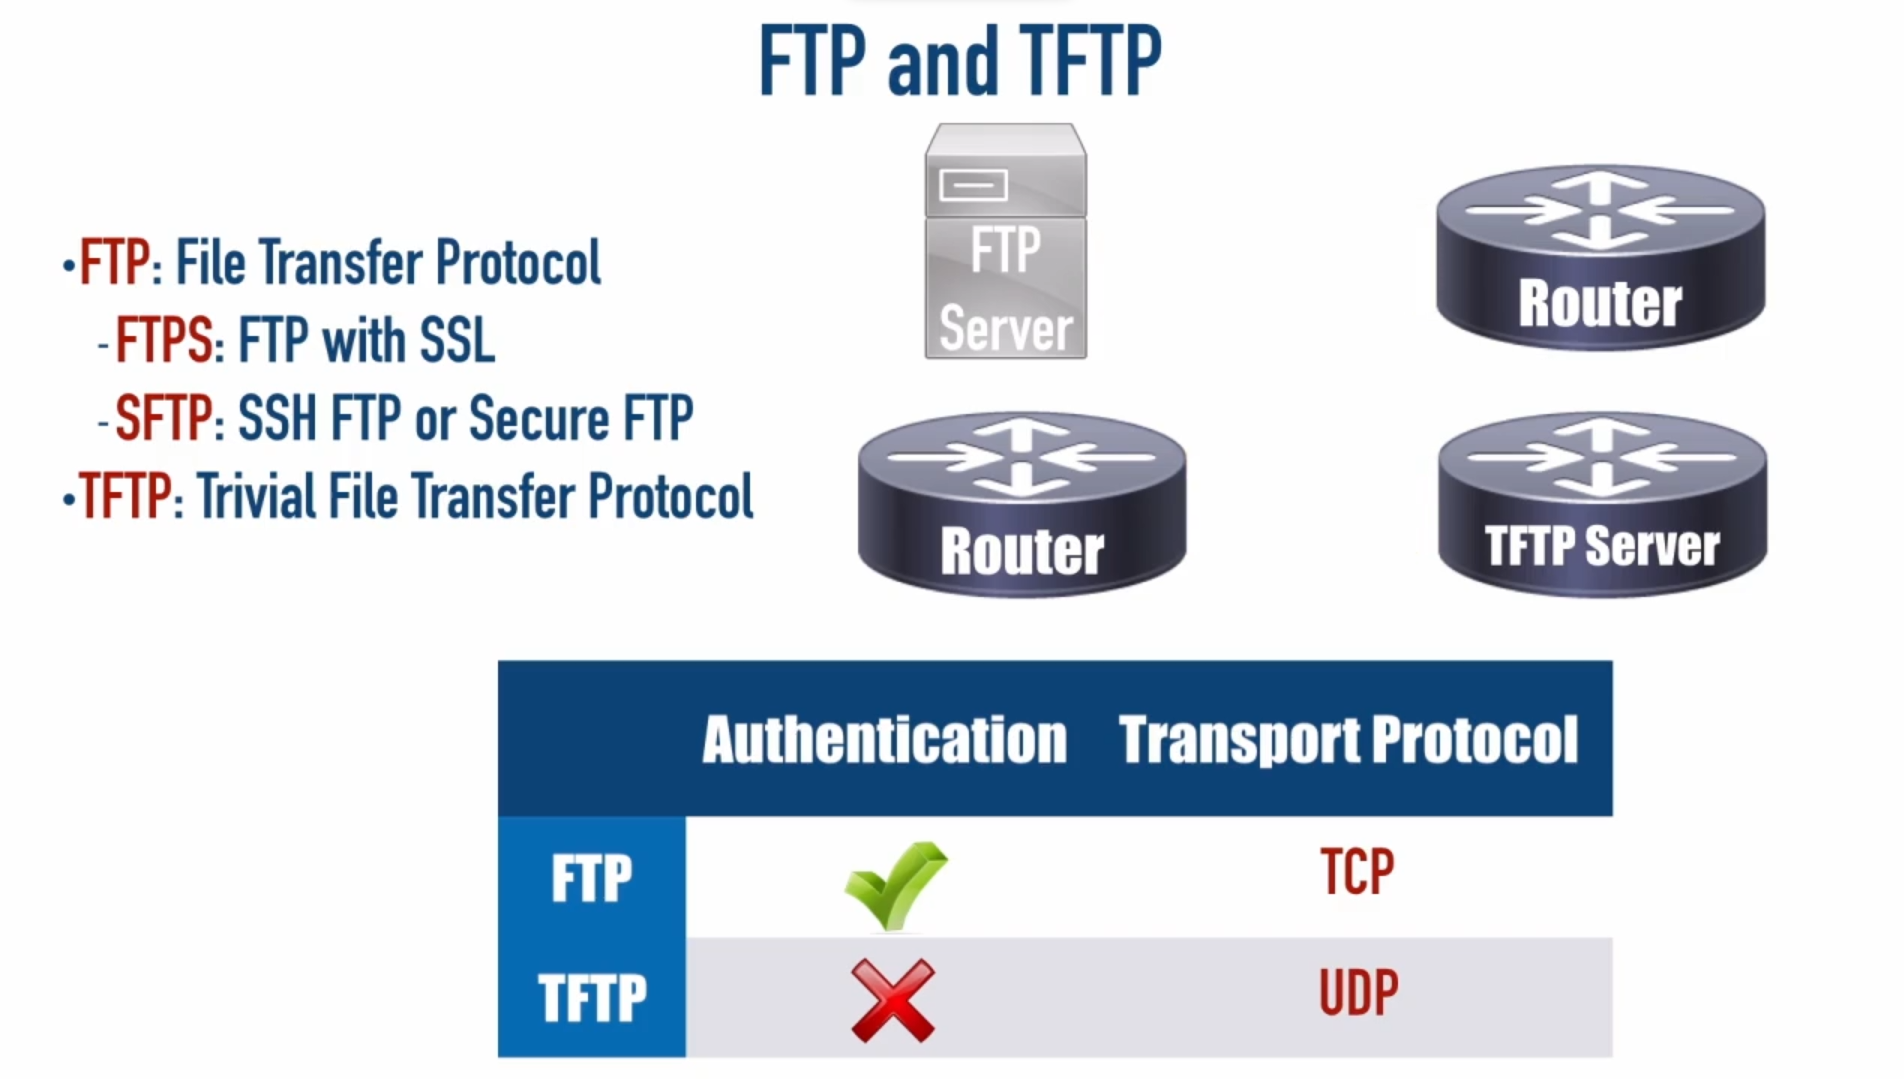 FTP and TFTP
•FTP: File Transfer Protocol
-FTPS: FTP with SSL
-SFTP: SSH FTP or Secure FTP
•TFTP: Trivial File Transfer Protocol
FTP
Server
Router
Router
TFTP Server
Authentication Transport Protocol
FTP TCP
TFTP UDP